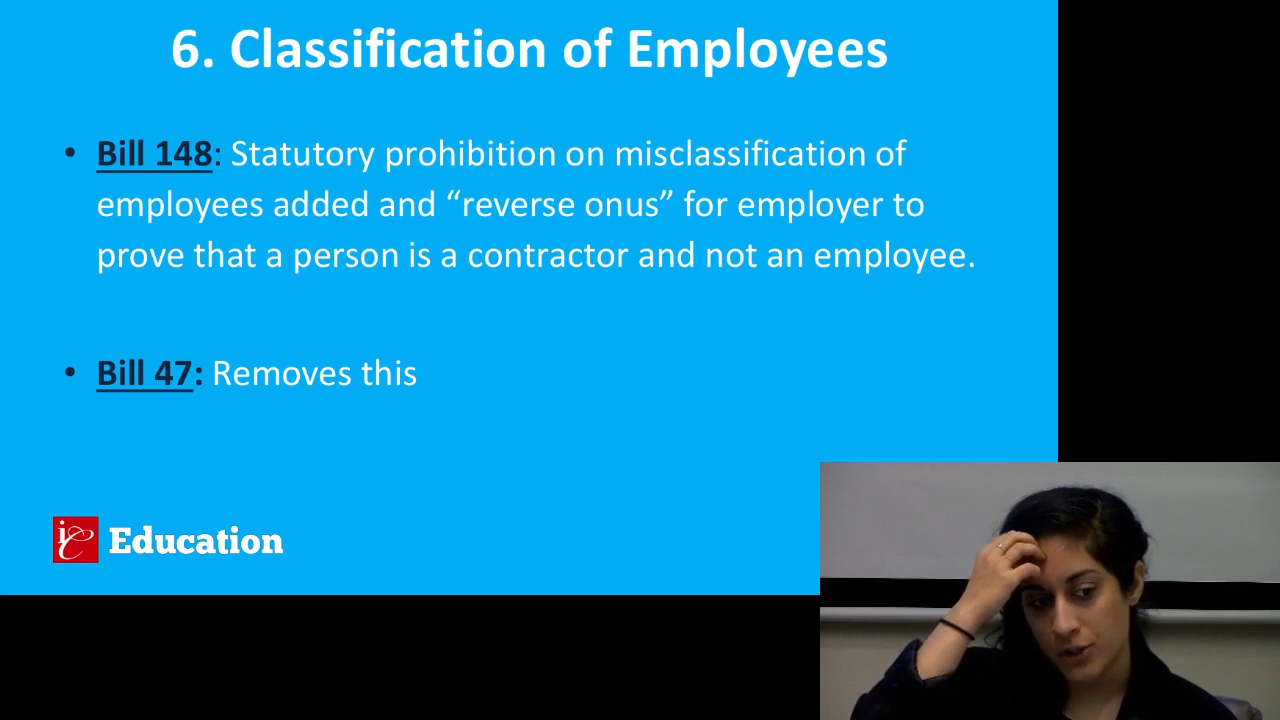 6. Classification of Employees
• Bill 148: Statutory prohibition on misclassification of
employees added and “reverse onus” for employer to
prove that a person is a contractor and not an employee.
• Bill 47: Removes this
ic Education